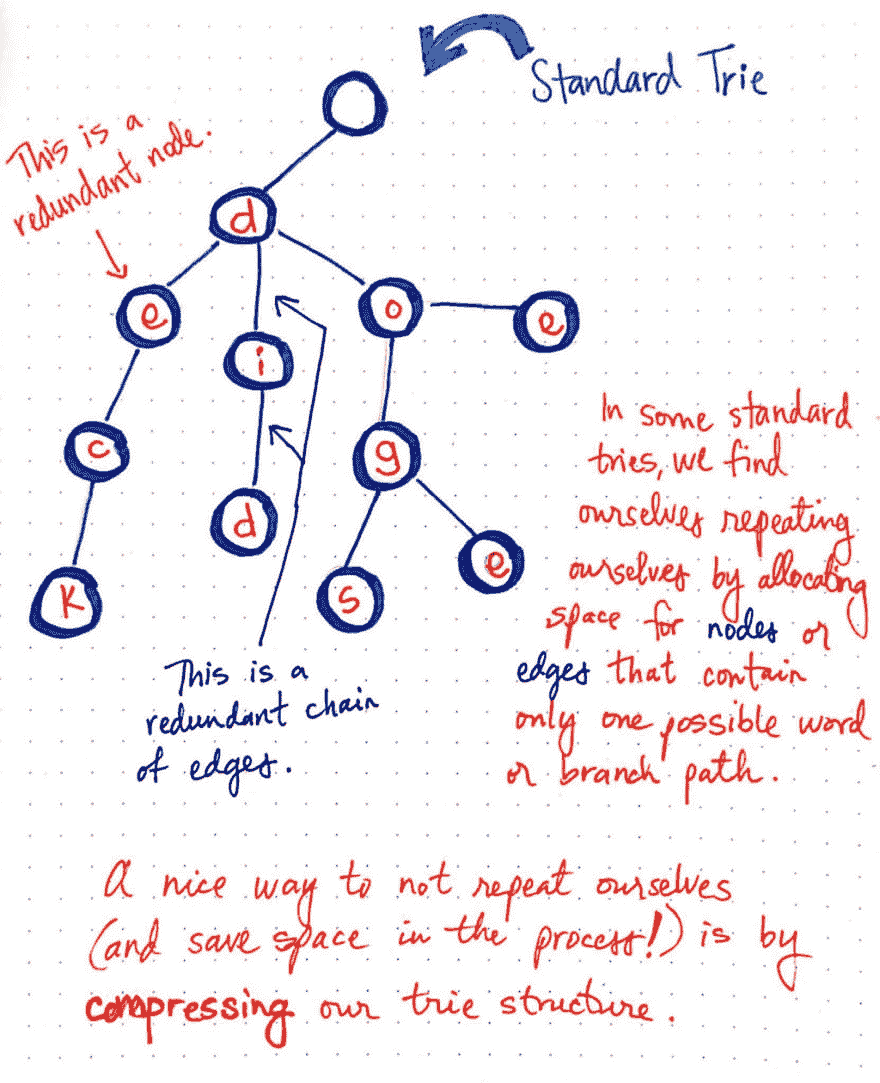 Standard Trie
This is a
redundant node.
d
e
i
o
e
c
d
g
k
s
e
In some standard
tries, we find
ourselves repeating
ourselves by allocating
space for nodes or
edges that contain
only one possible word
or branch path.
This is a
redundant chain
of edges.
A nice way to not repeat ourselves
(and save space in the process!) is by
compressing our trie structure.